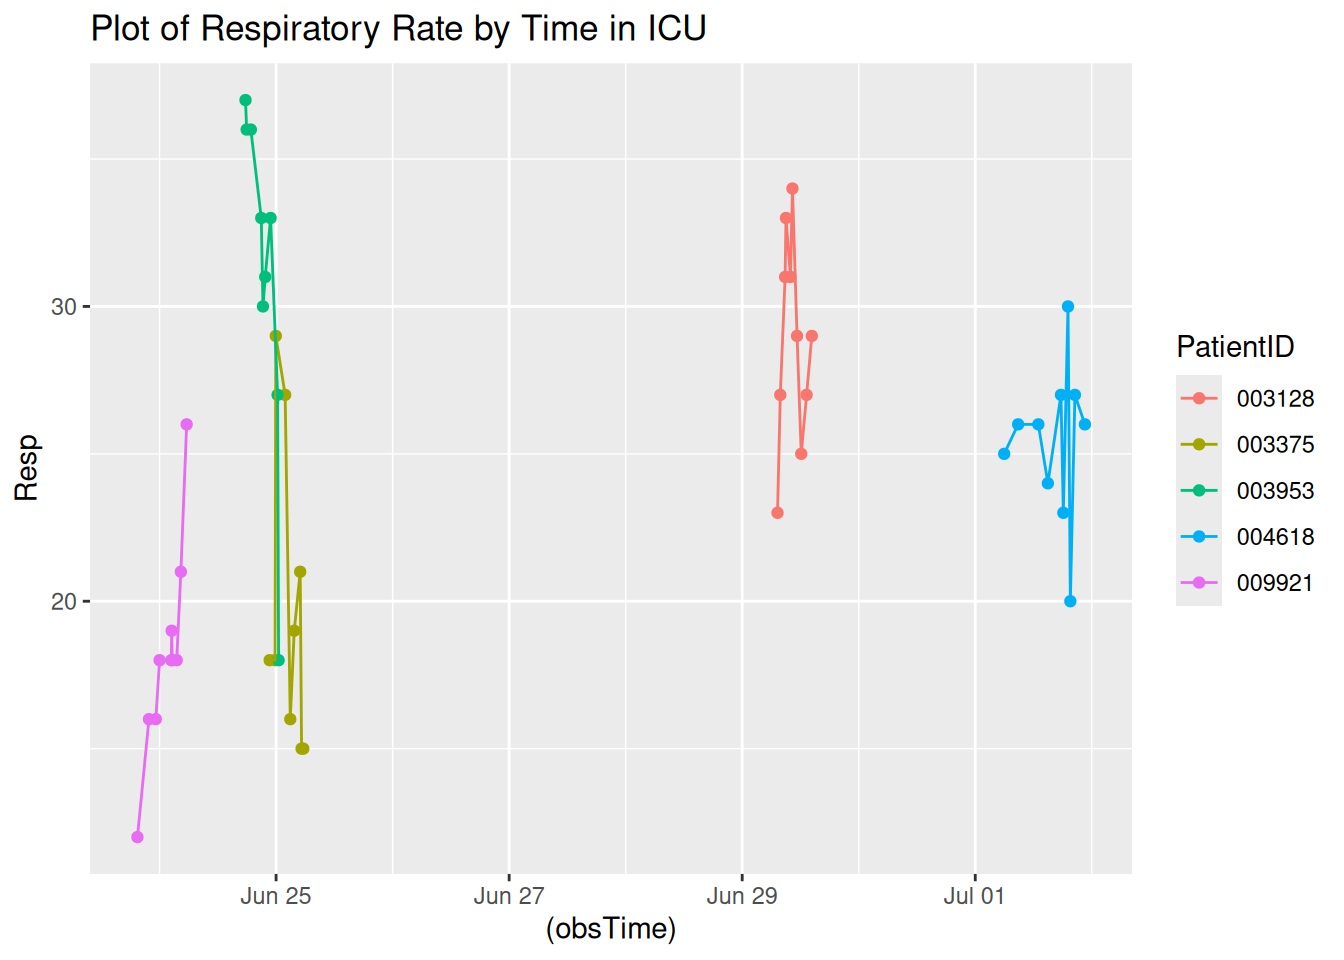 Plot of Respiratory Rate by Time in ICU
Resp
30
20
Jun 25
Jun 27
Jun 29
Jul 01
(obsTime)
PatientID
003128
003375
003953
004618
009921